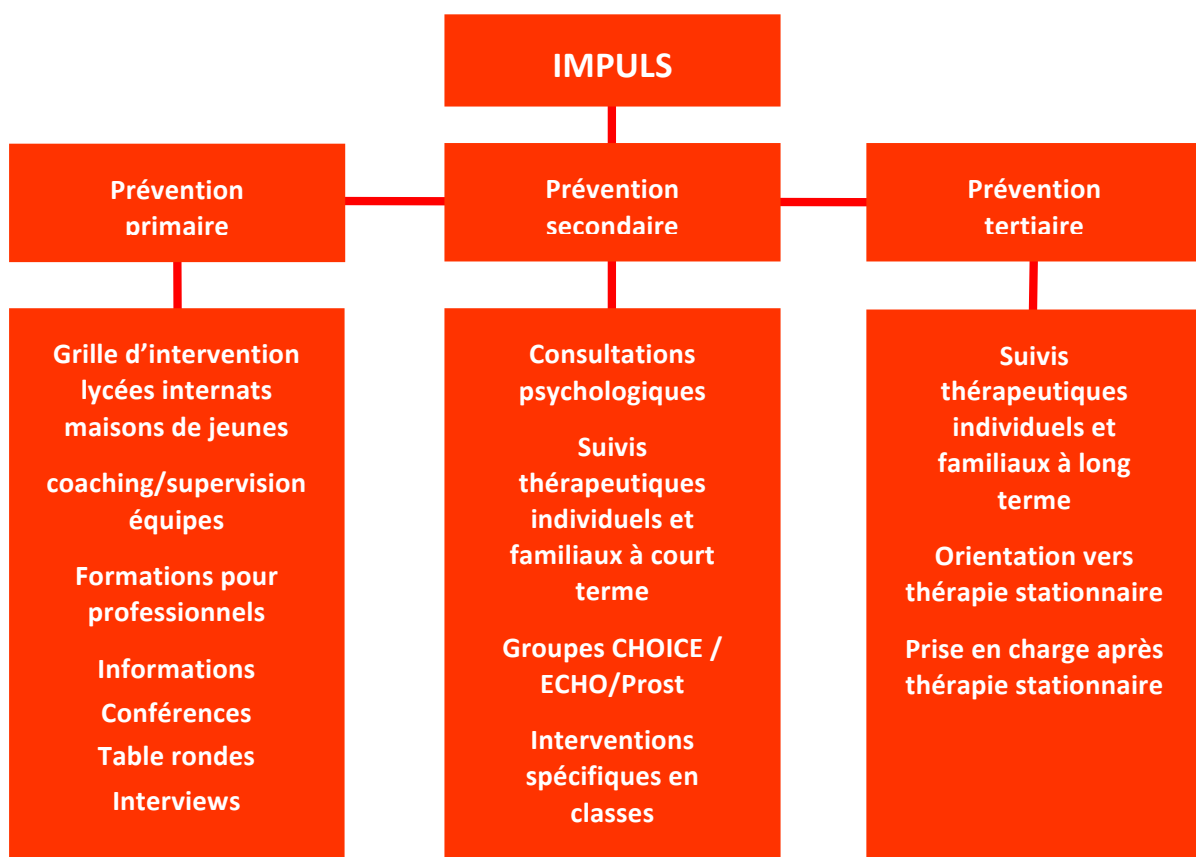 IMPULS
Prévention
primaire
Prévention
secondaire
Prévention
tertiaire
Grille d’intervention
lycées internats
maisons de jeunes
coaching/supervision
équipes
Formations pour
professionnels
Informations
Conférences
Table rondes
Interviews
Consultations
psychologiques
Suivis
thérapeutiques
individuels et
familiaux à court
terme
Groupes CHOICE /
ECHO/Prost
Interventions
spécifiques en
classes
Suivis
thérapeutiques
individuels et
familiaux à long
terme
Orientation vers
thérapie stationnaire
Prise en charge après
thérapie stationnaire